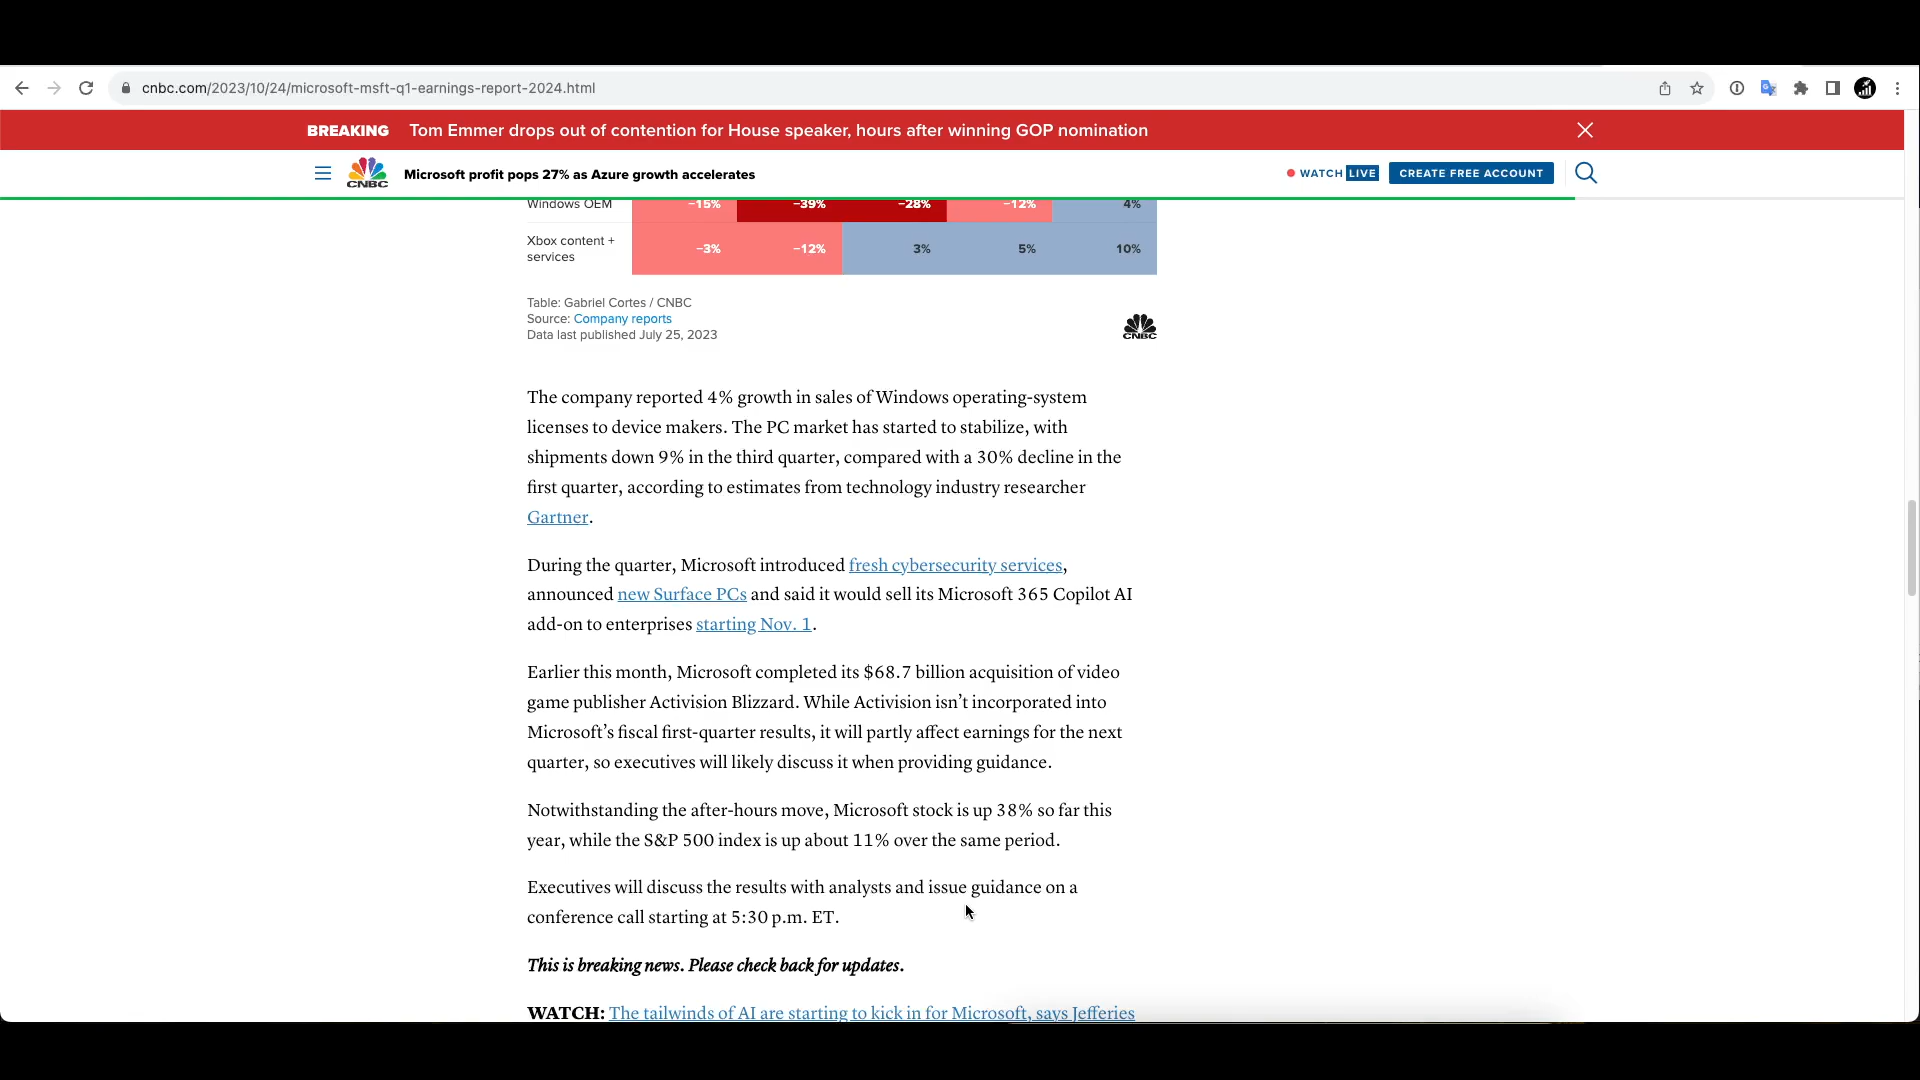 cnbc.com/2023/10/24/microsoft-msft-q1-earnings-report-2024.html
BREAKING Tom Emmer drops out of contention for House speaker, hours after winning GOP nomination
CNBC Microsoft profit pops 27% as Azure growth accelerates WATCH LIVE CREATE FREE ACCOUNT
Windows OEM −15% −39% −28% −12% 4%
Xbox content +
services −3% −12% 3% 5% 10%
Table: Gabriel Cortes / CNBC
Source: Company reports
Data last published July 25, 2023
CNBC
The company reported 4% growth in sales of Windows operating-system
licenses to device makers. The PC market has started to stabilize, with
shipments down 9% in the third quarter, compared with a 30% decline in the
first quarter, according to estimates from technology industry researcher
Gartner.
During the quarter, Microsoft introduced fresh cybersecurity services,
announced new Surface PCs and said it would sell its Microsoft 365 Copilot AI
add-on to enterprises starting Nov. 1.
Earlier this month, Microsoft completed its $68.7 billion acquisition of video
game publisher Activision Blizzard. While Activision isn’t incorporated into
Microsoft’s fiscal first-quarter results, it will partly affect earnings for the next
quarter, so executives will likely discuss it when providing guidance.
Notwithstanding the after-hours move, Microsoft stock is up 38% so far this
year, while the S&P 500 index is up about 11% over the same period.
Executives will discuss the results with analysts and issue guidance on a
conference call starting at 5:30 p.m. ET.
This is breaking news. Please check back for updates.
WATCH: The tailwinds of AI are starting to kick in for Microsoft, says Jefferies